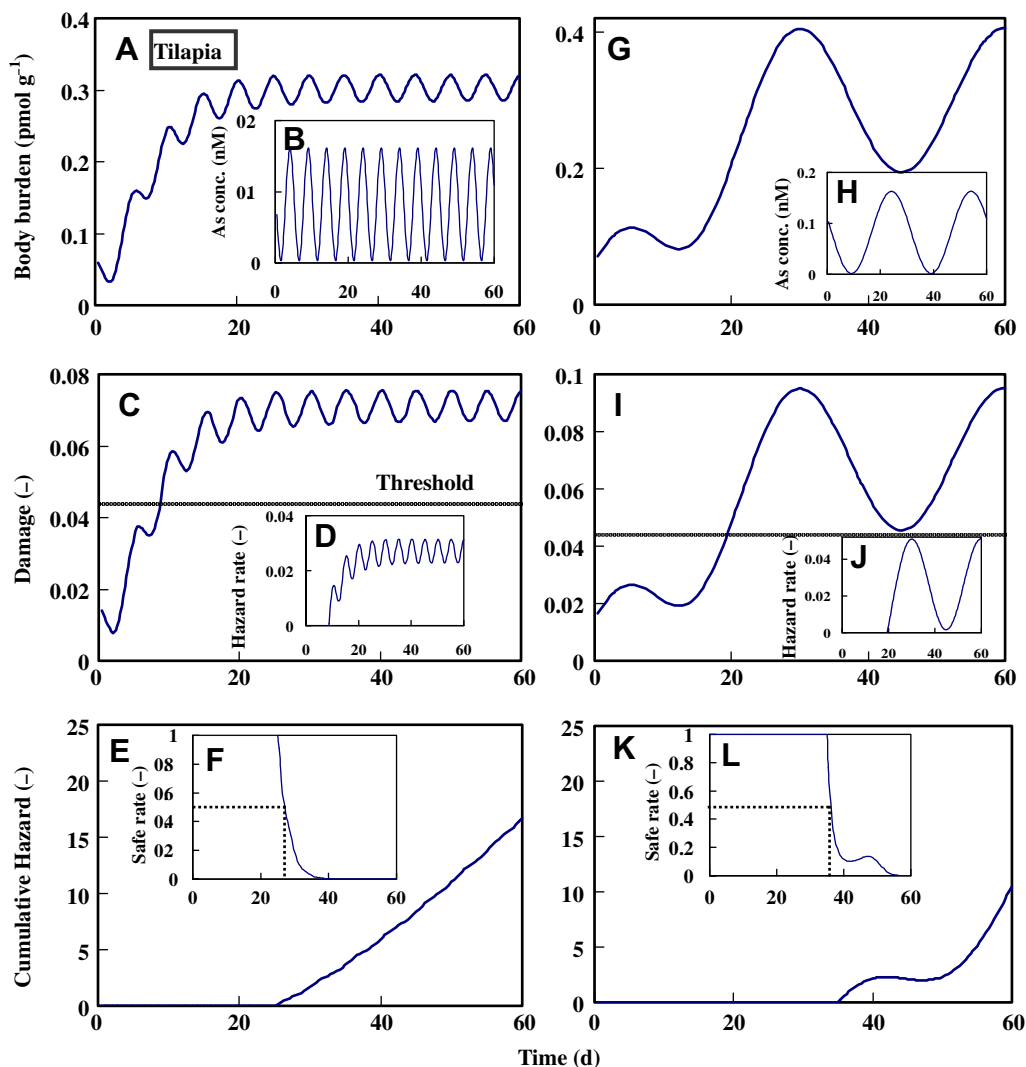 A Tilapia
Body burden (pmol g⁻¹)
0.4
0.3
0.2
0.1
0
0 20 40 60
B
As conc. (nM)
02
01
0
0 20 40 60
G
0.4
0.2
0
0 20 40 60
H
As conc. (nM)
0.2
0.1
0
0 20 40 60
C
Damage (–)
0.08
0.06
0.04
0.02
0
Threshold
0 20 40 60
D
Hazard rate (–)
0.04
0.02
0
0 20 40 60
I
0.1
0.08
0.06
0.04
0.02
0
0 20 40 60
J
Hazard rate (–)
0.04
0.02
0
0 20 40 60
E
Cumulative Hazard (–)
25
20
15
10
5
0
0 20 40 60
F
Safe rate (–)
1
08
06
04
02
0
0 20 40 60
K
25
20
15
10
5
0
0 20 40 60
L
Safe rate (–)
1
0.8
0.6
0.4
0.2
0
0 20 40 60
Time (d)